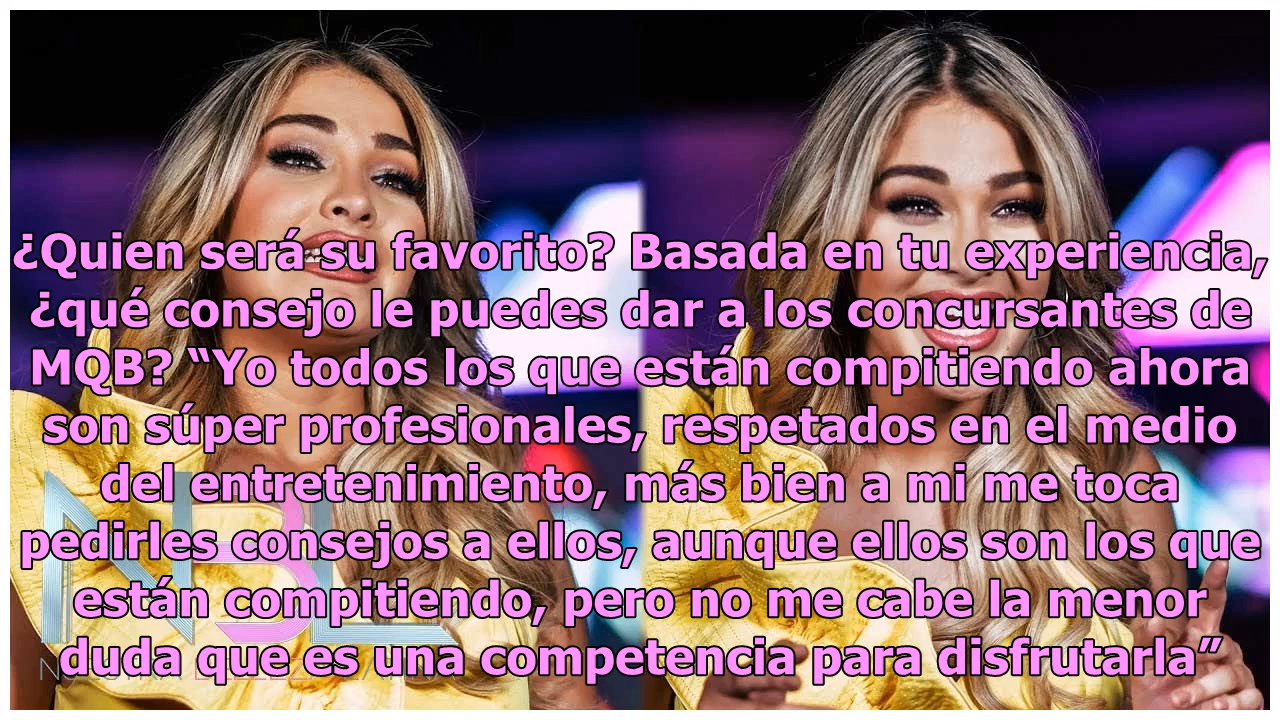 ¿Quien será su favorito? Basada en tu experiencia,
¿qué consejo le puedes dar a los concursantes de
MQB? “Yo todos los que están compitiendo ahora
son súper profesionales, respetados en el medio
del entretenimiento, más bien a mi me toca
pedirles consejos a ellos, aunque ellos son los que
están compitiendo, pero no me cabe la menor
duda que es una competencia para disfrutarla”
NBL